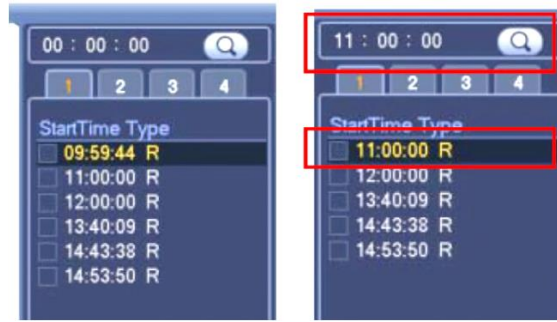 00 : 00 : 00
1 2 3 4
StartTime Type
09:59:44 R
11:00:00 R
12:00:00 R
13:40:09 R
14:43:38 R
14:53:50 R
11 : 00 : 00
1 2 3 4
StartTime Type
11:00:00 R
12:00:00 R
13:40:09 R
14:43:38 R
14:53:50 R